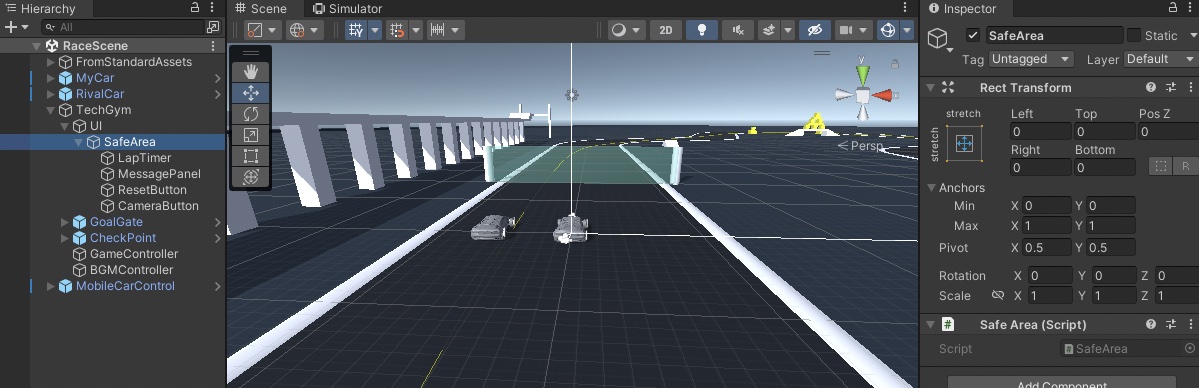 Hierarchy
All
RaceScene
FromStandardAssets
MyCar
RivalCar
TechGym
UI
SafeArea
LapTimer
MessagePanel
ResetButton
CameraButton
GoalGate
CheckPoint
GameController
BGMController
MobileCarControl
Scene
Simulator
2D
y
Persp
Inspector
SafeArea
Static
Tag Untagged
Layer Default
Rect Transform
stretch
stretch
Left Top Pos Z
0 0 0
Right Bottom
0 0
R
Anchors
Min X 0 Y 0
Max X 1 Y 1
Pivot X 0.5 Y 0.5
Rotation X 0 Y 0 Z 0
Scale X 1 Y 1 Z 1
# Safe Area (Script)
Script SafeArea
Add Component